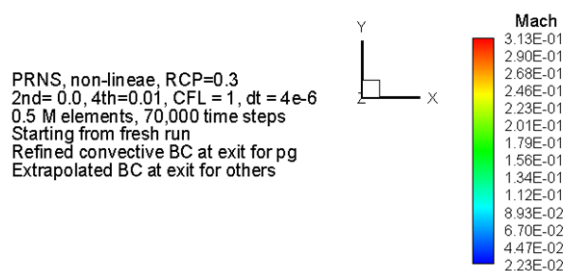 Mach
Y
Z
X
PRNS, non-lineae, RCP=0.3
2nd= 0.0, 4th=0.01, CFL = 1, dt = 4e-6
0.5 M elements, 70,000 time steps
Starting from fresh run
Refined convective BC at exit for pg
Extrapolated BC at exit for others
3.13E-01
2.90E-01
2.68E-01
2.46E-01
2.23E-01
2.01E-01
1.79E-01
1.56E-01
1.34E-01
1.12E-01
8.93E-02
6.70E-02
4.47E-02
2.23E-02